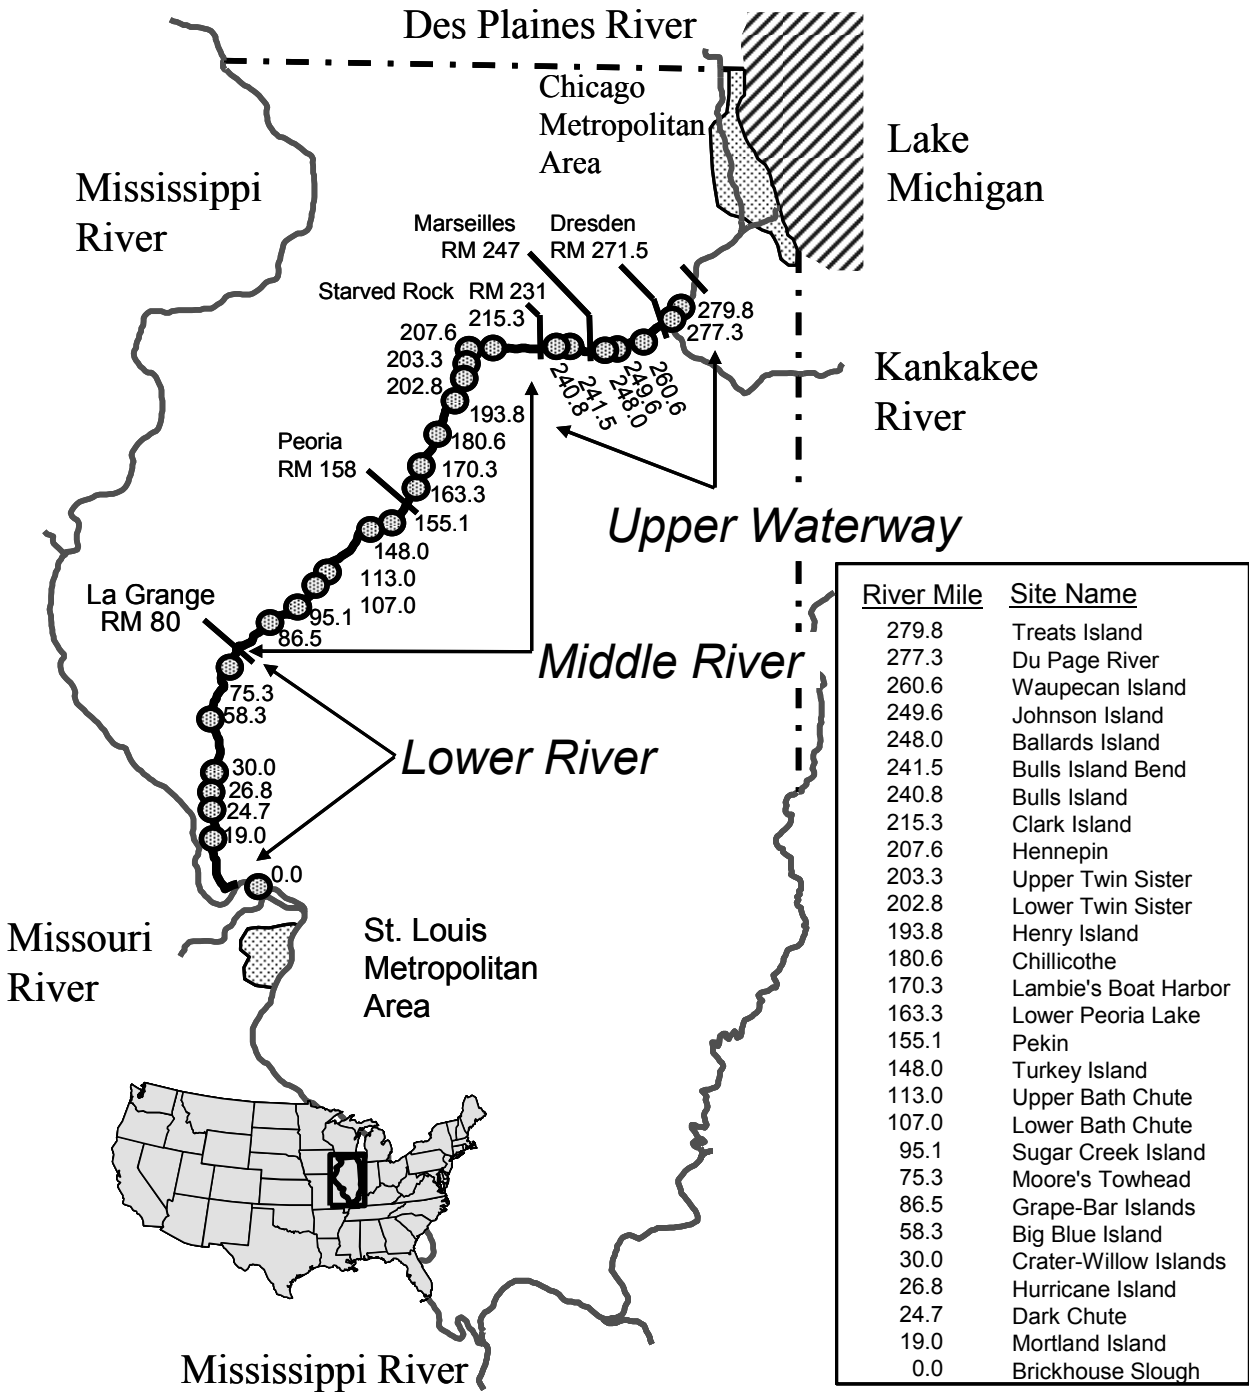 Des Plaines River
Chicago
Metropolitan
Area
Lake
Michigan
Mississippi
River
Marseilles
RM 247
Dresden
RM 271.5
Starved Rock RM 231
279.8
277.3
215.3
207.6
203.3
202.8
193.8
180.6
170.3
163.3
240.8
241.5
248.0
249.6
260.6
Kankakee
River
Peoria
RM 158
155.1
148.0
113.0
107.0
95.1
86.5
Upper Waterway
La Grange
RM 80
Middle River
75.3
58.3
30.0
26.8
24.7
19.0
0.0
Lower River
Missouri
River
St. Louis
Metropolitan
Area
Mississippi River
River Mile Site Name
279.8 Treats Island
277.3 Du Page River
260.6 Waupecan Island
249.6 Johnson Island
248.0 Ballards Island
241.5 Bulls Island Bend
240.8 Bulls Island
215.3 Clark Island
207.6 Hennepin
203.3 Upper Twin Sister
202.8 Lower Twin Sister
193.8 Henry Island
180.6 Chillicothe
170.3 Lambie's Boat Harbor
163.3 Lower Peoria Lake
155.1 Pekin
148.0 Turkey Island
113.0 Upper Bath Chute
107.0 Lower Bath Chute
95.1 Sugar Creek Island
75.3 Moore's Towhead
86.5 Grape-Bar Islands
58.3 Big Blue Island
30.0 Crater-Willow Islands
26.8 Hurricane Island
24.7 Dark Chute
19.0 Mortland Island
0.0 Brickhouse Slough